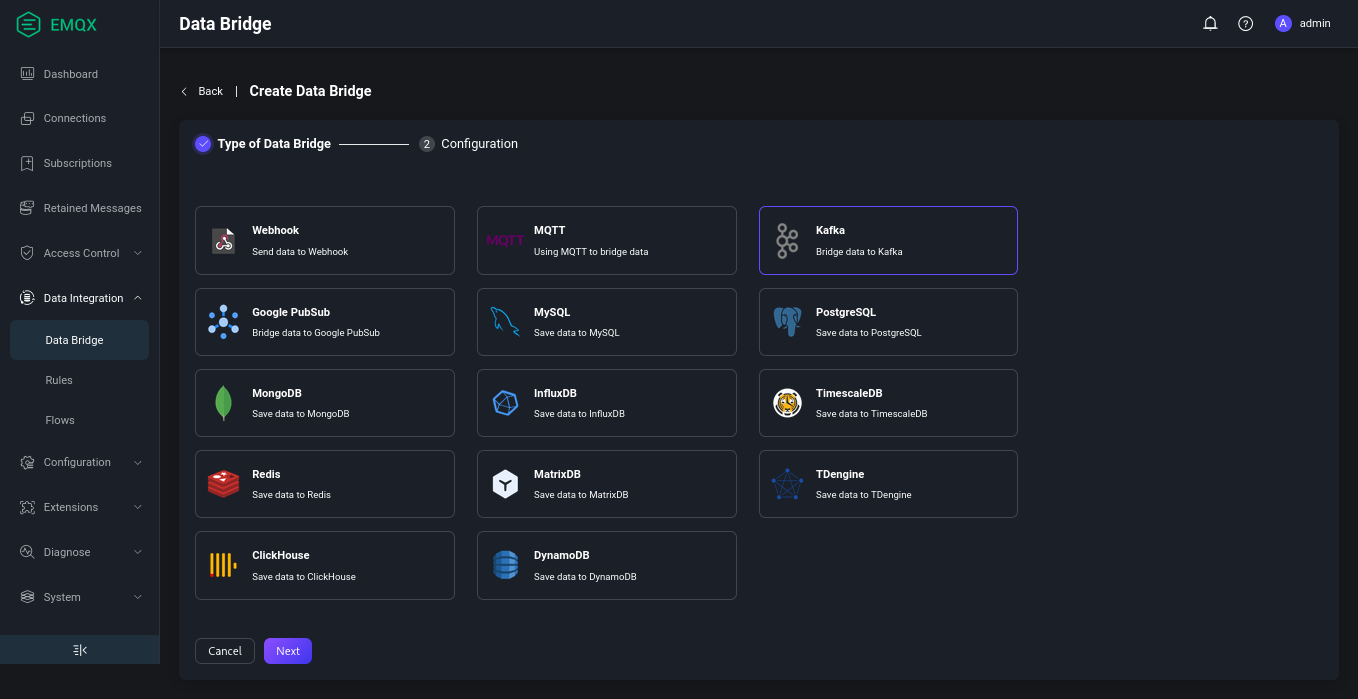 EMQX
Data Bridge
A admin
Dashboard
Connections
Subscriptions
Retained Messages
Access Control
Data Integration
Data Bridge
Rules
Flows
Configuration
Extensions
Diagnose
System
Back | Create Data Bridge
Type of Data Bridge
2 Configuration
Webhook
Send data to Webhook
MQTT
MQTT
Using MQTT to bridge data
Kafka
Bridge data to Kafka
Google PubSub
Bridge data to Google PubSub
MySQL
Save data to MySQL
PostgreSQL
Save data to PostgreSQL
MongoDB
Save data to MongoDB
InfluxDB
Save data to InfluxDB
TimescaleDB
Save data to TimescaleDB
Redis
Save data to Redis
MatrixDB
Save data to MatrixDB
TDengine
Save data to TDengine
ClickHouse
Save data to ClickHouse
DynamoDB
Save data to DynamoDB
Cancel
Next